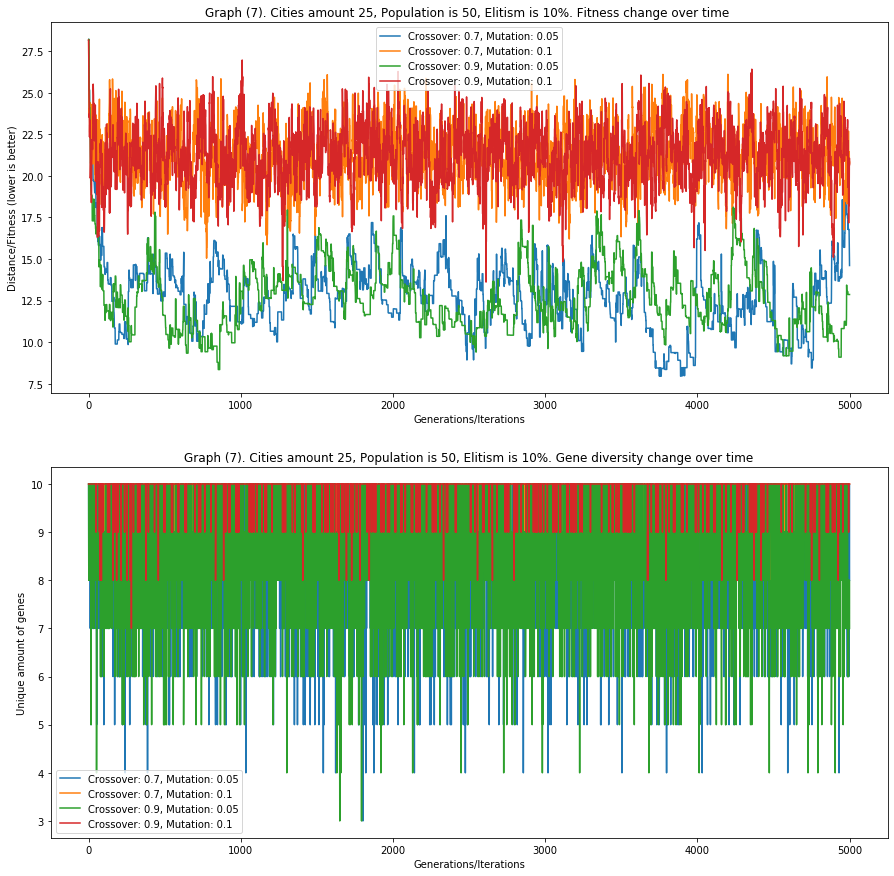 Graph (7). Cities amount 25, Population is 50, Elitism is 10%. Fitness change over time
Crossover: 0.7, Mutation: 0.05
Crossover: 0.7, Mutation: 0.1
Crossover: 0.9, Mutation: 0.05
Crossover: 0.9, Mutation: 0.1
Distance/Fitness (lower is better)
27.5
25.0
22.5
20.0
17.5
15.0
12.5
10.0
7.5
0
1000
2000
3000
4000
5000
Generations/Iterations
Graph (7). Cities amount 25, Population is 50, Elitism is 10%. Gene diversity change over time
Unique amount of genes
10
9
8
7
6
5
4
3
Crossover: 0.7, Mutation: 0.05
Crossover: 0.7, Mutation: 0.1
Crossover: 0.9, Mutation: 0.05
Crossover: 0.9, Mutation: 0.1
0
1000
2000
3000
4000
5000
Generations/Iterations